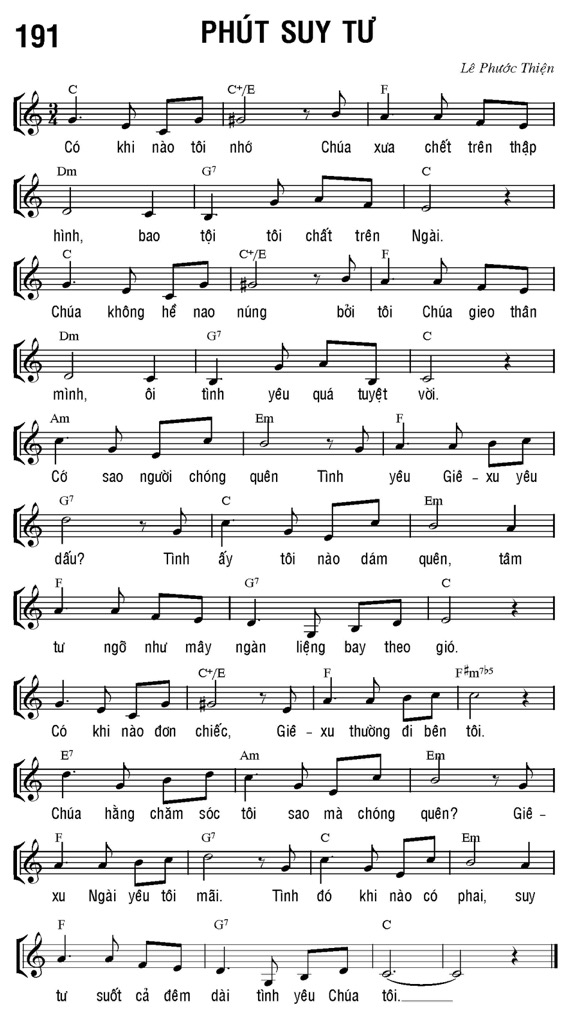 191
PHÚT SUY TƯ
Lê Phước Thiện
C C+/E F
Có khi nào tôi nhớ Chúa xưa chết trên thập
Dm G7 C
hình, bao tội tôi chất trên Ngài.
C C+/E F
Chúa không hề nao núng bởi tôi Chúa gieo thân
Dm G7 C
mình, ôi tình yêu quá tuyệt vời.
Am Em F
Cớ sao người chóng quên Tình yêu Giê - xu yêu
G7 C Em
dấu? Tình ấy tôi nào dám quên, tâm
F G7 C
tư ngỡ như mây ngàn liệng bay theo gió.
C C+/E F F#m7b5
Có khi nào đơn chiếc, Giê - xu thường đi bên tôi.
E7 Am Em
Chúa hằng chăm sóc tôi sao mà chóng quên? Giê -
F G7 C Em
xu Ngài yêu tôi mãi. Tình đó khi nào có phai, suy
F G7 C
tư suốt cả đêm dài tình yêu Chúa tôi.